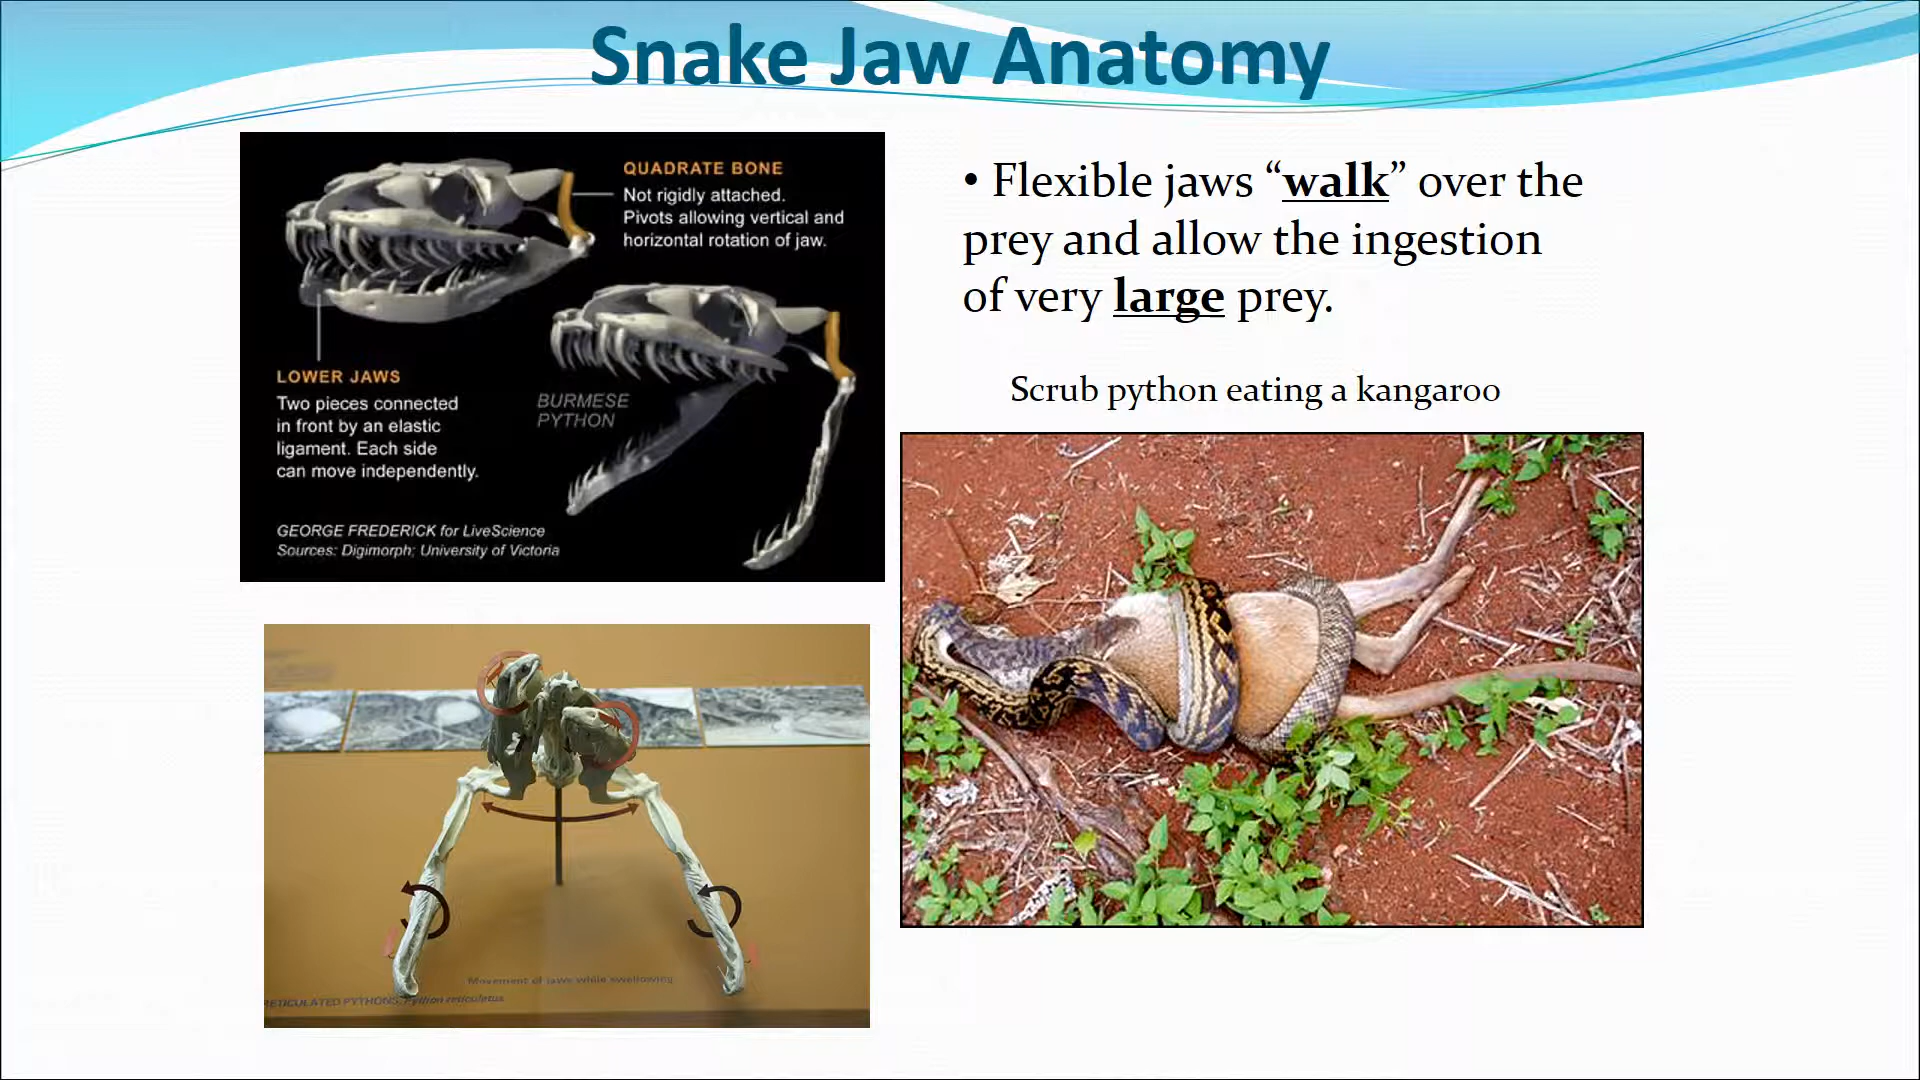 Snake Jaw Anatomy
QUADRATE BONE
Not rigidly attached.
Pivots allowing vertical and
horizontal rotation of jaw.
LOWER JAWS
Two pieces connected
in front by an elastic
ligament. Each side
can move independently.
BURMESE
PYTHON
GEORGE FREDERICK for LiveScience
Sources: Digimorph; University of Victoria
• Flexible jaws “walk” over the
prey and allow the ingestion
of very large prey.
Scrub python eating a kangaroo
Movement of jaws while swallowing
RETICULATED PYTHONS, Python reticulatus